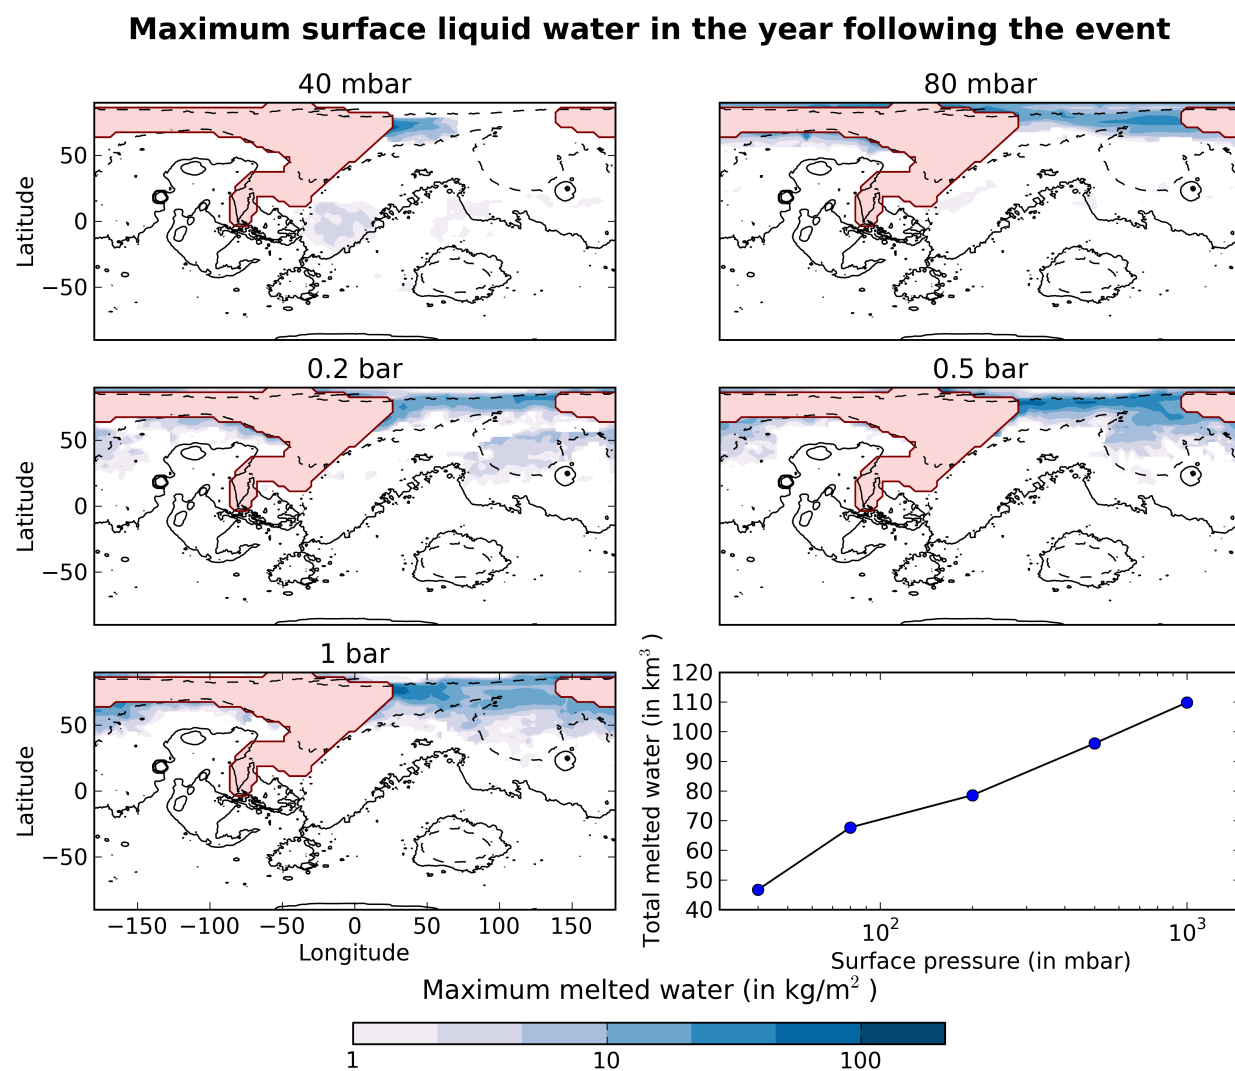 Maximum surface liquid water in the year following the event
40 mbar
80 mbar
Latitude
50
0
−50
0.2 bar
0.5 bar
Latitude
50
0
−50
1 bar
Latitude
50
0
−50
−150 −100 −50 0 50 100 150
Longitude
Total melted water (in km³ )
120
110
100
90
80
70
60
50
40
10² 10³
Surface pressure (in mbar)
Maximum melted water (in kg/m² )
1 10 100